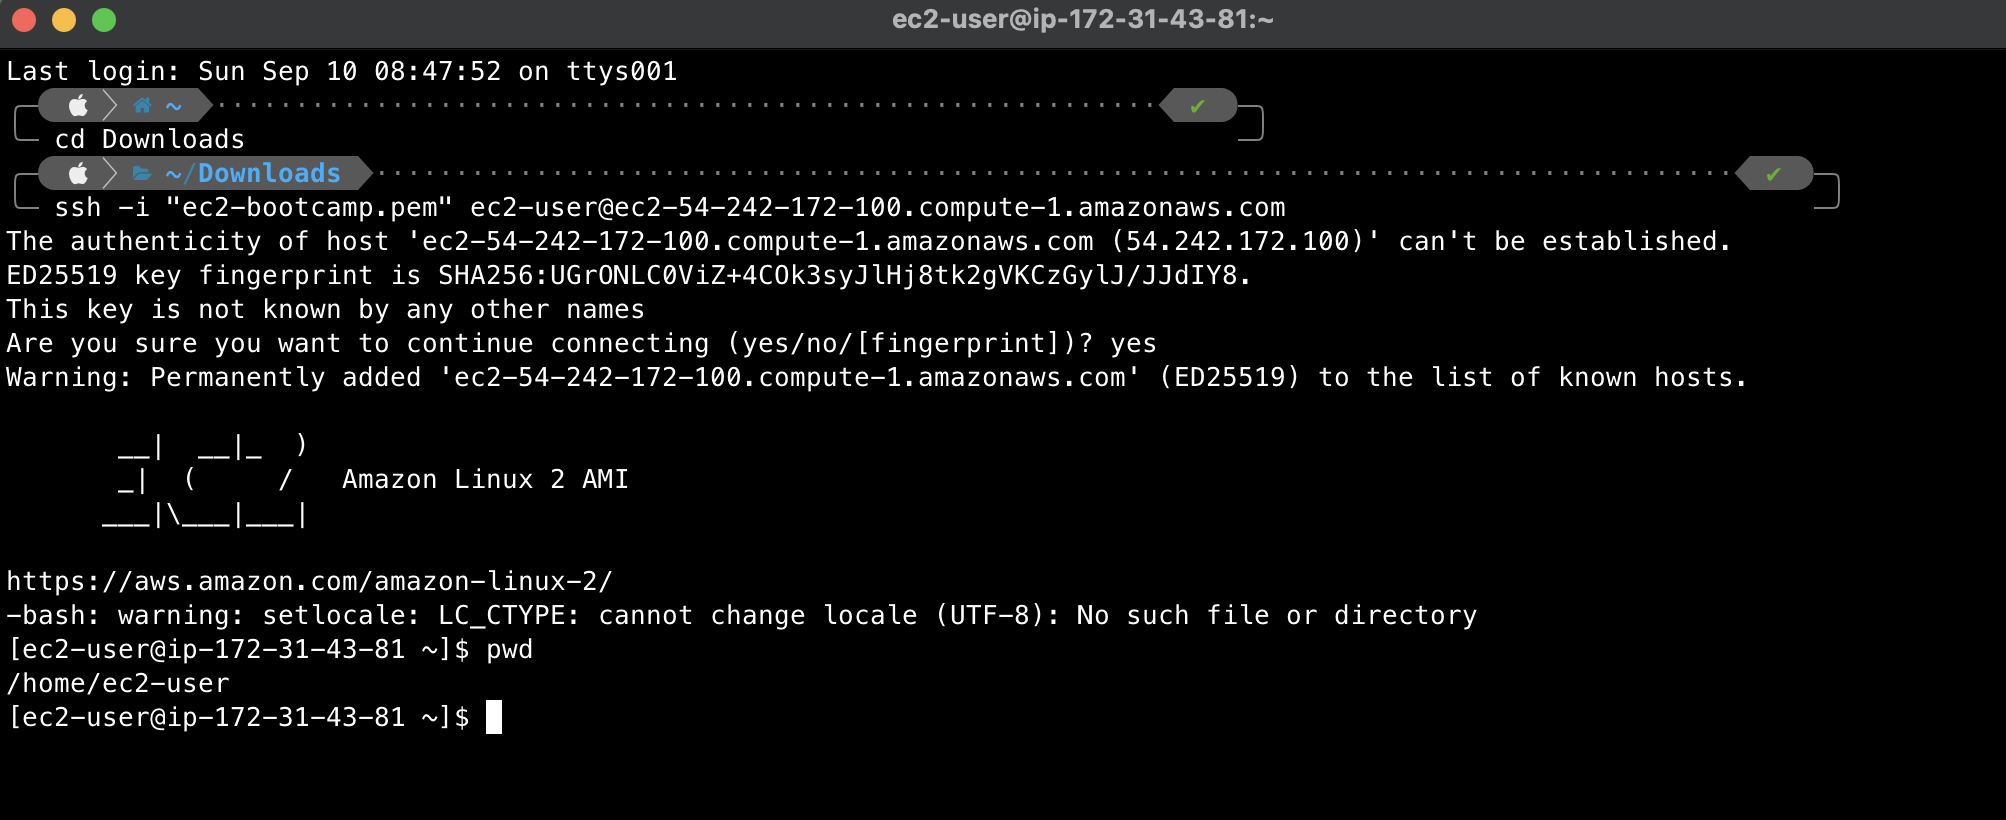 ec2-user@ip-172-31-43-81:~
Last login: Sun Sep 10 08:47:52 on ttys001
~ ✔
cd Downloads
~/Downloads ✔
ssh -i "ec2-bootcamp.pem" ec2-user@ec2-54-242-172-100.compute-1.amazonaws.com
The authenticity of host 'ec2-54-242-172-100.compute-1.amazonaws.com (54.242.172.100)' can't be established.
ED25519 key fingerprint is SHA256:UGrONLC0ViZ+4COk3syJlHj8tk2gVKCzGylJ/JJdIY8.
This key is not known by any other names
Are you sure you want to continue connecting (yes/no/[fingerprint])? yes
Warning: Permanently added 'ec2-54-242-172-100.compute-1.amazonaws.com' (ED25519) to the list of known hosts.
       __|  __|_  )
       _|  (     /   Amazon Linux 2 AMI
      ___|\___|___|
https://aws.amazon.com/amazon-linux-2/
-bash: warning: setlocale: LC_CTYPE: cannot change locale (UTF-8): No such file or directory
[ec2-user@ip-172-31-43-81 ~]$ pwd
/home/ec2-user
[ec2-user@ip-172-31-43-81 ~]$